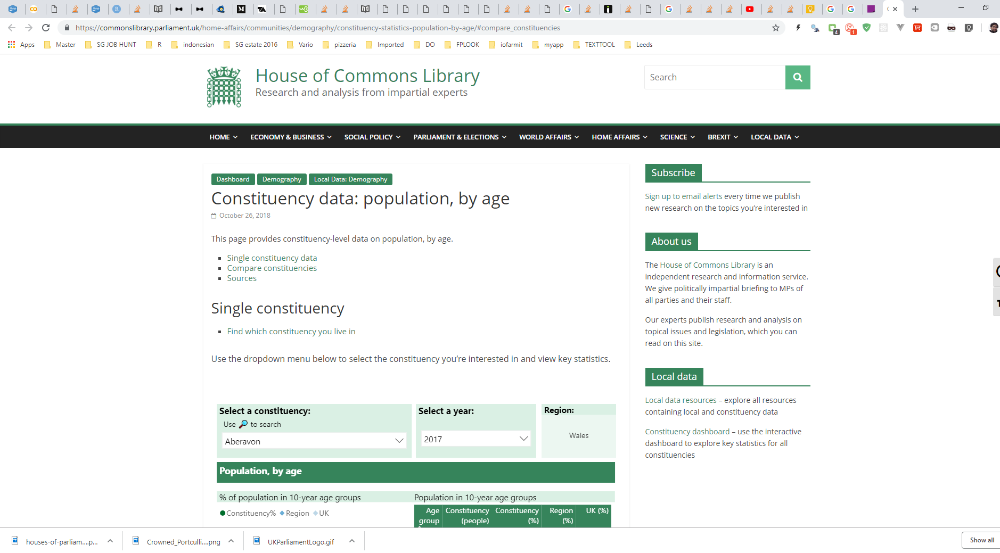 https://commonslibrary.parliament.uk/home-affairs/communities/demography/constituency-statistics-population-by-age/#compare_constituencies
4
1
Apps
Master
SG JOB HUNT
R
indonesian
SG estate 2016
Vario
pizzeria
Imported
DO
FPLOOK
iofarmit
myapp
TEXTTOOL
Leeds
House of Commons Library
Research and analysis from impartial experts
Search
HOME
ECONOMY & BUSINESS
SOCIAL POLICY
PARLIAMENT & ELECTIONS
WORLD AFFAIRS
HOME AFFAIRS
SCIENCE
BREXIT
LOCAL DATA
Dashboard
Demography
Local Data: Demography
Constituency data: population, by age
October 26, 2018
This page provides constituency-level data on population, by age.
Single constituency data
Compare constituencies
Sources
Single constituency
Find which constituency you live in
Use the dropdown menu below to select the constituency you’re interested in and view key statistics.
Select a constituency:
Use to search
Aberavon
Select a year:
2017
Region:
Wales
Population, by age
% of population in 10-year age groups
Constituency% Region UK
Population in 10-year age groups
Age group
Constituency (people)
Constituency (%)
Region (%)
UK (%)
Subscribe
Sign up to email alerts every time we publish
new research on the topics you’re interested in
About us
The House of Commons Library is an
independent research and information service.
We give politically impartial briefing to MPs of
all parties and their staff.
Our experts publish research and analysis on
topical issues and legislation, which you can
read on this site.
Local data
Local data resources – explore all resources
containing local and constituency data
Constituency dashboard – use the interactive
dashboard to explore key statistics for all
constituencies
houses-of-parliam....p...
Crowned_Portculli....png
UKParliamentLogo.gif
Show all